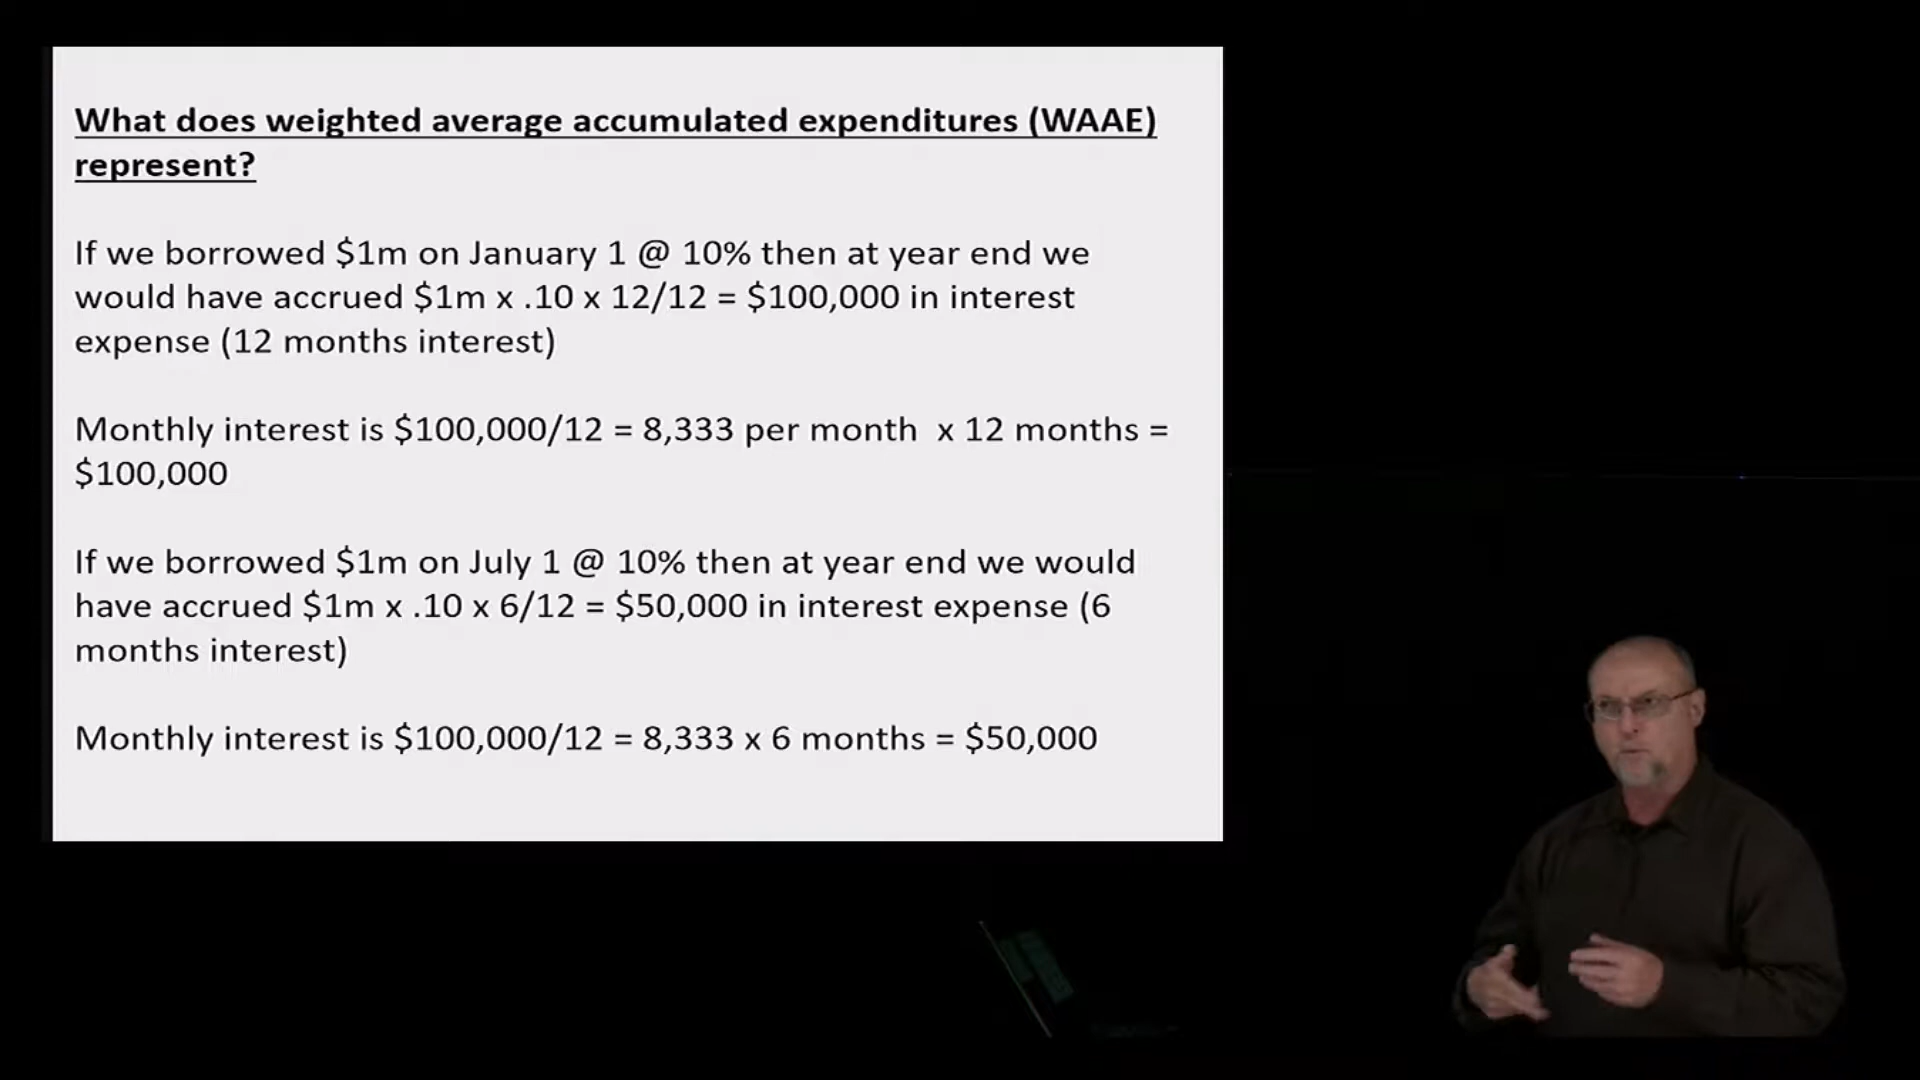 What does weighted average accumulated expenditures (WAAE)
represent?
If we borrowed $1m on January 1 @ 10% then at year end we
would have accrued $1m x .10 x 12/12 = $100,000 in interest
expense (12 months interest)
Monthly interest is $100,000/12 = 8,333 per month  x 12 months =
$100,000
If we borrowed $1m on July 1 @ 10% then at year end we would
have accrued $1m x .10 x 6/12 = $50,000 in interest expense (6
months interest)
Monthly interest is $100,000/12 = 8,333 x 6 months = $50,000